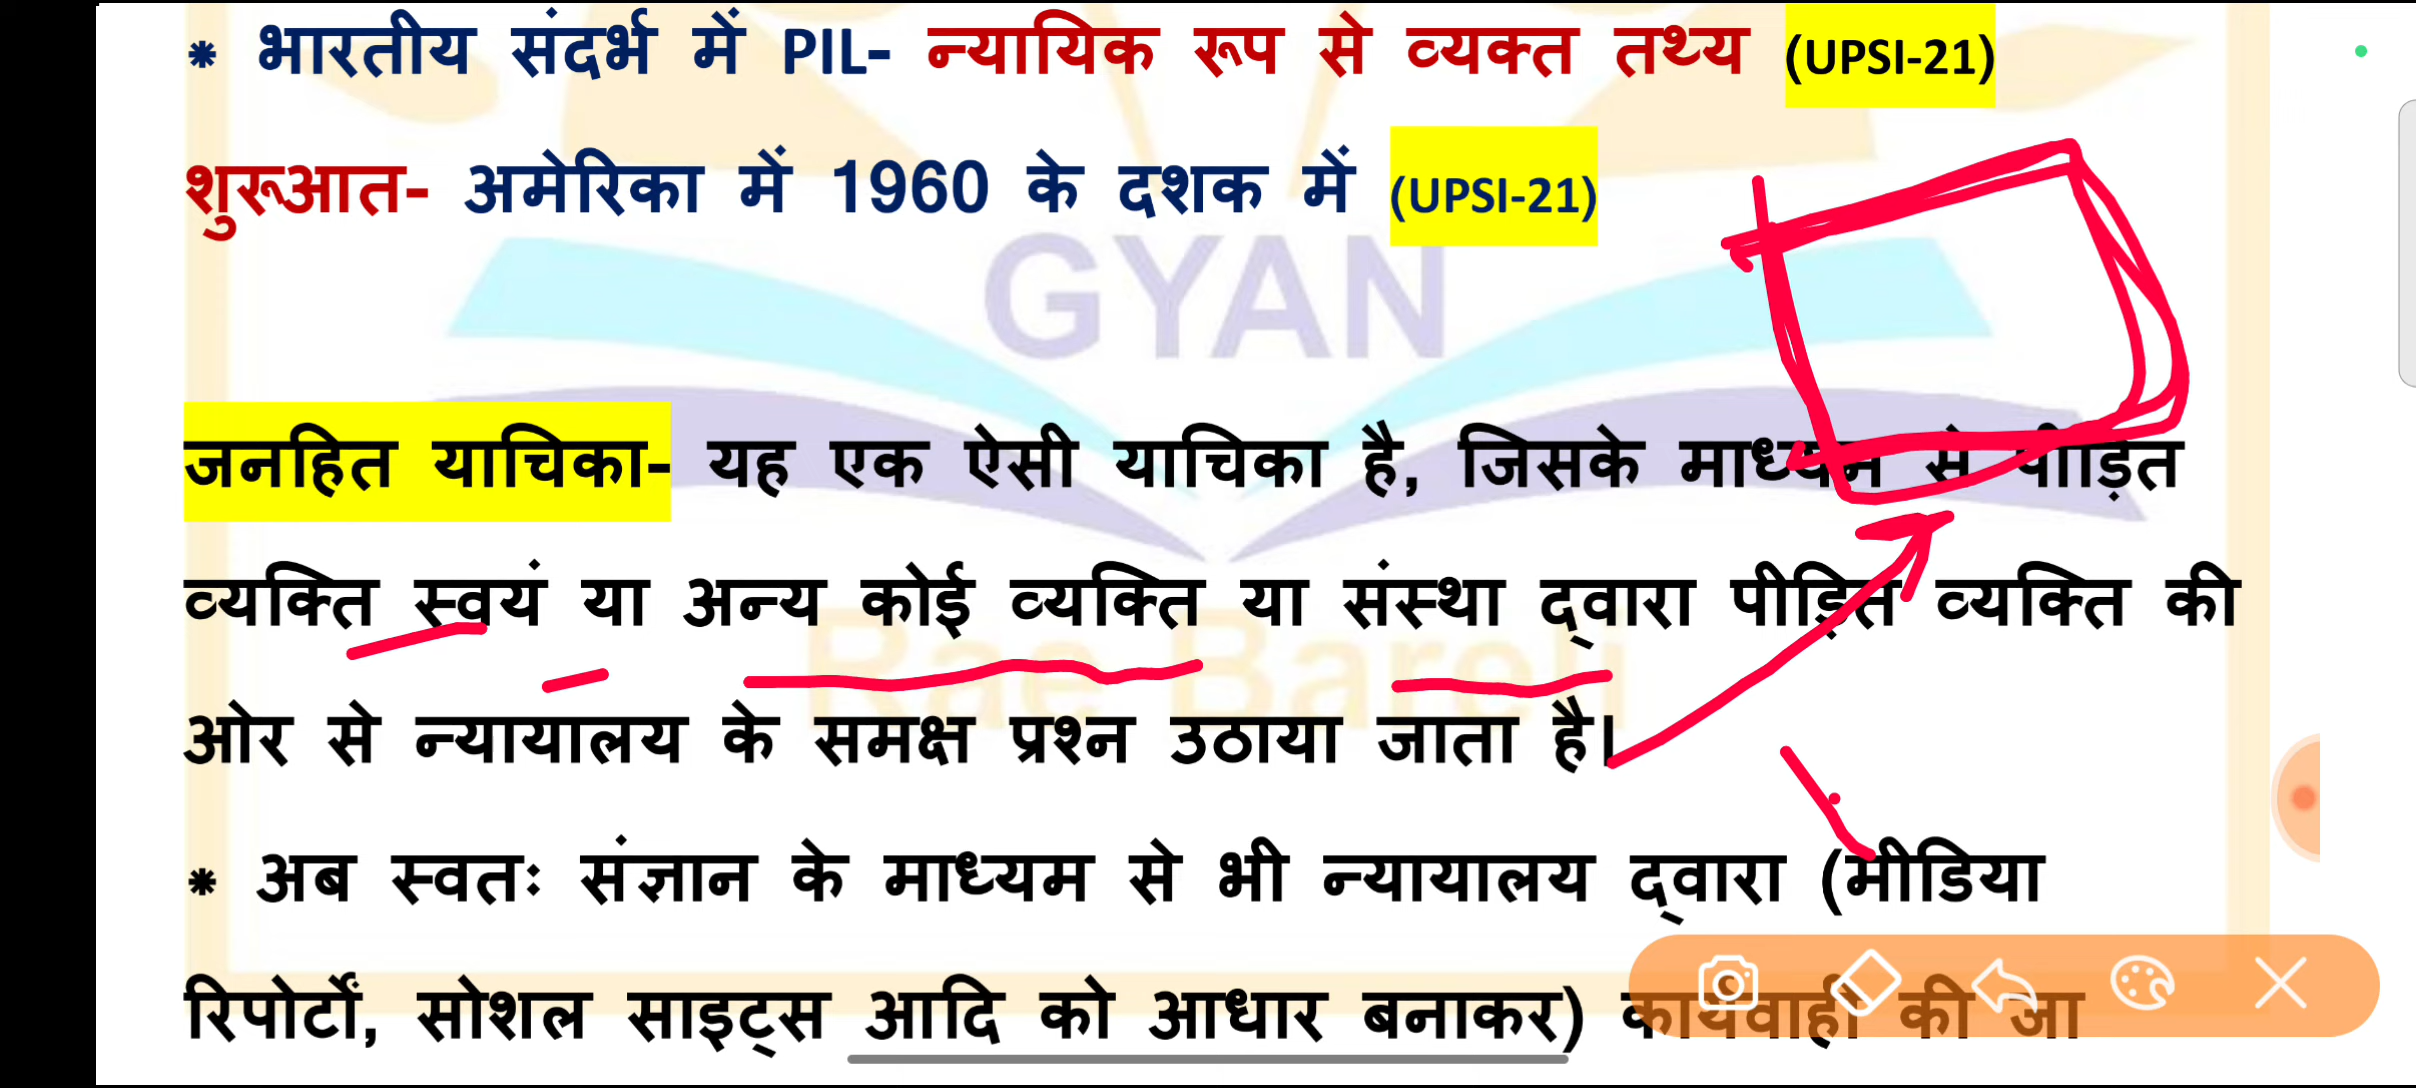 * भारतीय संदर्भ में PIL- न्यायिक रूप से व्यक्त तथ्य (UPSI-21)
शुरूआत- अमेरिका में 1960 के दशक में (UPSI-21)
GYAN
जनहित याचिका- यह एक ऐसी याचिका है, जिसके माध्यम से पीड़ित
व्यक्ति स्वयं या अन्य कोई व्यक्ति या संस्था द्वारा पीड़ित व्यक्ति की
Rae Bareli
ओर से न्यायालय के समक्ष प्रश्न उठाया जाता है।
* अब स्वतः संज्ञान के माध्यम से भी न्यायालय द्वारा (मीडिया
रिपोर्टों, सोशल साइट्स आदि को आधार बनाकर) कार्यवाही की जा